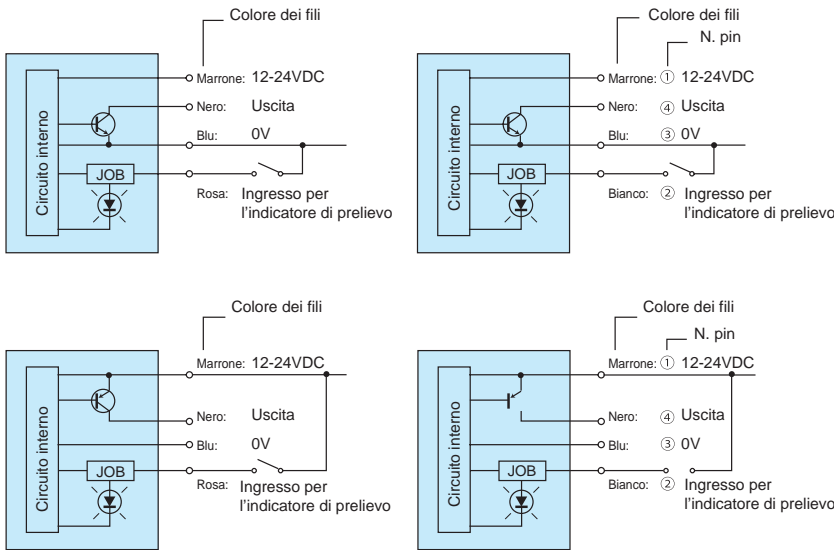 Colore dei fili
Circuito interno
Marrone: 12-24VDC
Nero: Uscita
Blu: 0V
JOB
Rosa: Ingresso per
l'indicatore di prelievo
Colore dei fili
N. pin
Circuito interno
Marrone: ① 12-24VDC
Nero: ④ Uscita
Blu: ③ 0V
JOB
Bianco: ② Ingresso per
l'indicatore di prelievo
Colore dei fili
Circuito interno
Marrone: 12-24VDC
Nero: Uscita
Blu: 0V
JOB
Rosa: Ingresso per
l'indicatore di prelievo
Colore dei fili
N. pin
Circuito interno
Marrone: ① 12-24VDC
Nero: ④ Uscita
Blu: ③ 0V
JOB
Bianco: ② Ingresso per
l'indicatore di prelievo